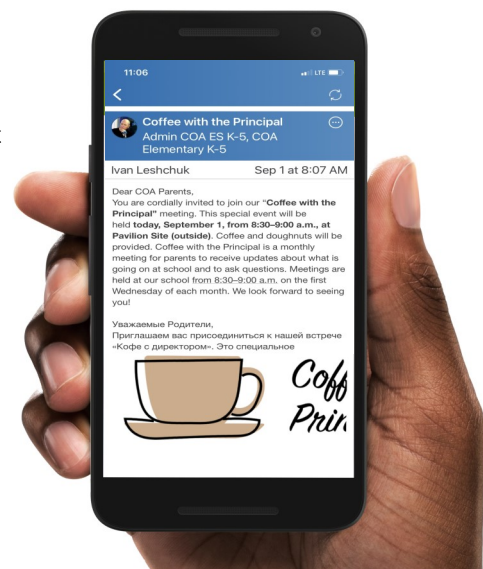 11:06
LTE
Coffee with the Principal
Admin COA ES K-5, COA
Elementary K-5
Ivan Leshchuk Sep 1 at 8:07 AM
Dear COA Parents,
You are cordially invited to join our "Coffee with the
Principal" meeting. This special event will be
held today, September 1, from 8:30–9:00 a.m., at
Pavilion Site (outside). Coffee and doughnuts will be
provided. Coffee with the Principal is a monthly
meeting for parents to receive updates about what is
going on at school and to ask questions. Meetings are
held at our school from 8:30–9:00 a.m. on the first
Wednesday of each month. We look forward to seeing
you!
Уважаемые Родители,
Приглашаем вас присоединиться к нашей встрече
«Кофе с директором». Это специальное
Coff
Prin